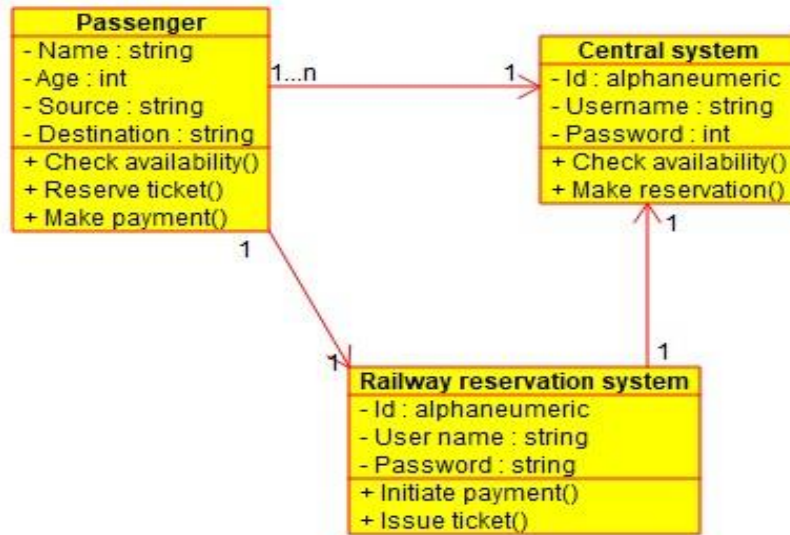 Passenger
- Name : string
- Age : int
- Source : string
- Destination : string
+ Check availability()
+ Reserve ticket()
+ Make payment()
1...n
1
Central system
- Id : alphaneumeric
- Username : string
- Password : int
+ Check availability()
+ Make reservation()
1
1
1
1
Railway reservation system
- Id : alphaneumeric
- User name : string
- Password : string
+ Initiate payment()
+ Issue ticket()